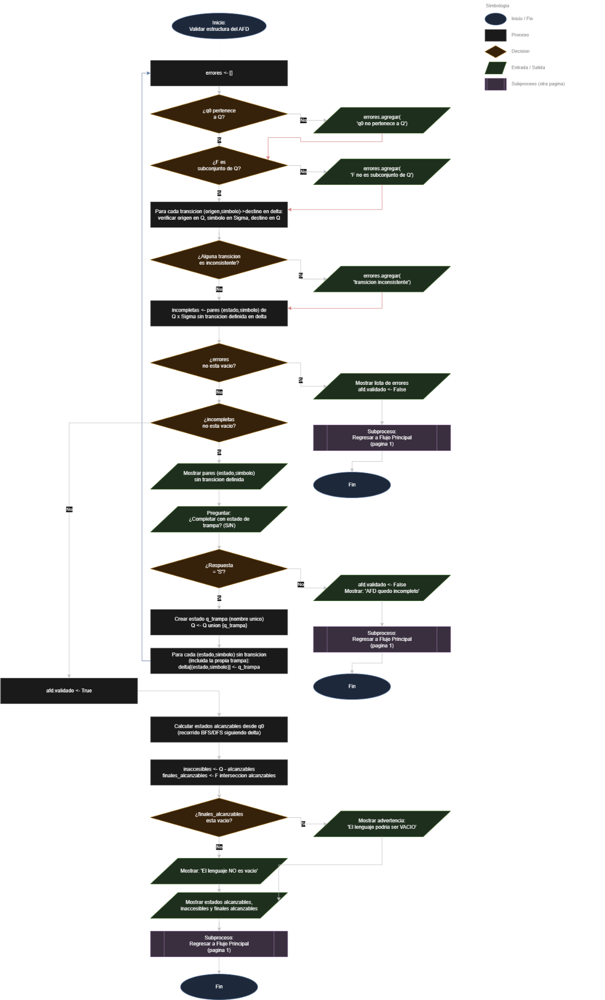 Simbologia
Inicio / Fin
Proceso
Decision
Entrada / Salida
Subproceso (otra pagina)
Inicio:
Validar estructura del AFD
errores <- []
¿q0 pertenece
a Q?
No
errores.agregar(
'q0 no pertenece a Q')
Sí
¿F es
subconjunto de Q?
No
errores.agregar(
'F no es subconjunto de Q')
Sí
Para cada transicion (origen,simbolo)->destino en delta:
verificar origen en Q, simbolo en Sigma, destino en Q
¿Alguna transicion
es inconsistente?
Sí
errores.agregar(
'transicion inconsistente')
No
incompletas <- pares (estado,simbolo) de
Q x Sigma sin transicion definida en delta
¿errores
no esta vacio?
Sí
Mostrar lista de errores
afd.validado <- False
No
¿incompletas
no esta vacio?
Subproceso:
Regresar a Flujo Principal
(pagina 1)
Sí
Mostrar pares (estado,simbolo)
sin transicion definida
Fin
No
Preguntar:
¿Completar con estado de
trampa? (S/N)
¿Respuesta
= 'S'?
No
afd.validado <- False
Mostrar: 'AFD quedo incompleto'
Sí
Crear estado q_trampa (nombre unico)
Q <- Q union {q_trampa}
Subproceso:
Regresar a Flujo Principal
(pagina 1)
Para cada (estado,simbolo) sin transicion
(incluida la propia trampa):
delta[(estado,simbolo)] <- q_trampa
Fin
afd.validado <- True
Calcular estados alcanzables desde q0
(recorrido BFS/DFS siguiendo delta)
inaccesibles <- Q - alcanzables
finales_alcanzables <- F interseccion alcanzables
¿finales_alcanzables
esta vacio?
Sí
Mostrar advertencia:
'El lenguaje podria ser VACIO'
No
Mostrar: 'El lenguaje NO es vacio'
Mostrar estados alcanzables,
inaccesibles y finales alcanzables
Subproceso:
Regresar a Flujo Principal
(pagina 1)
Fin